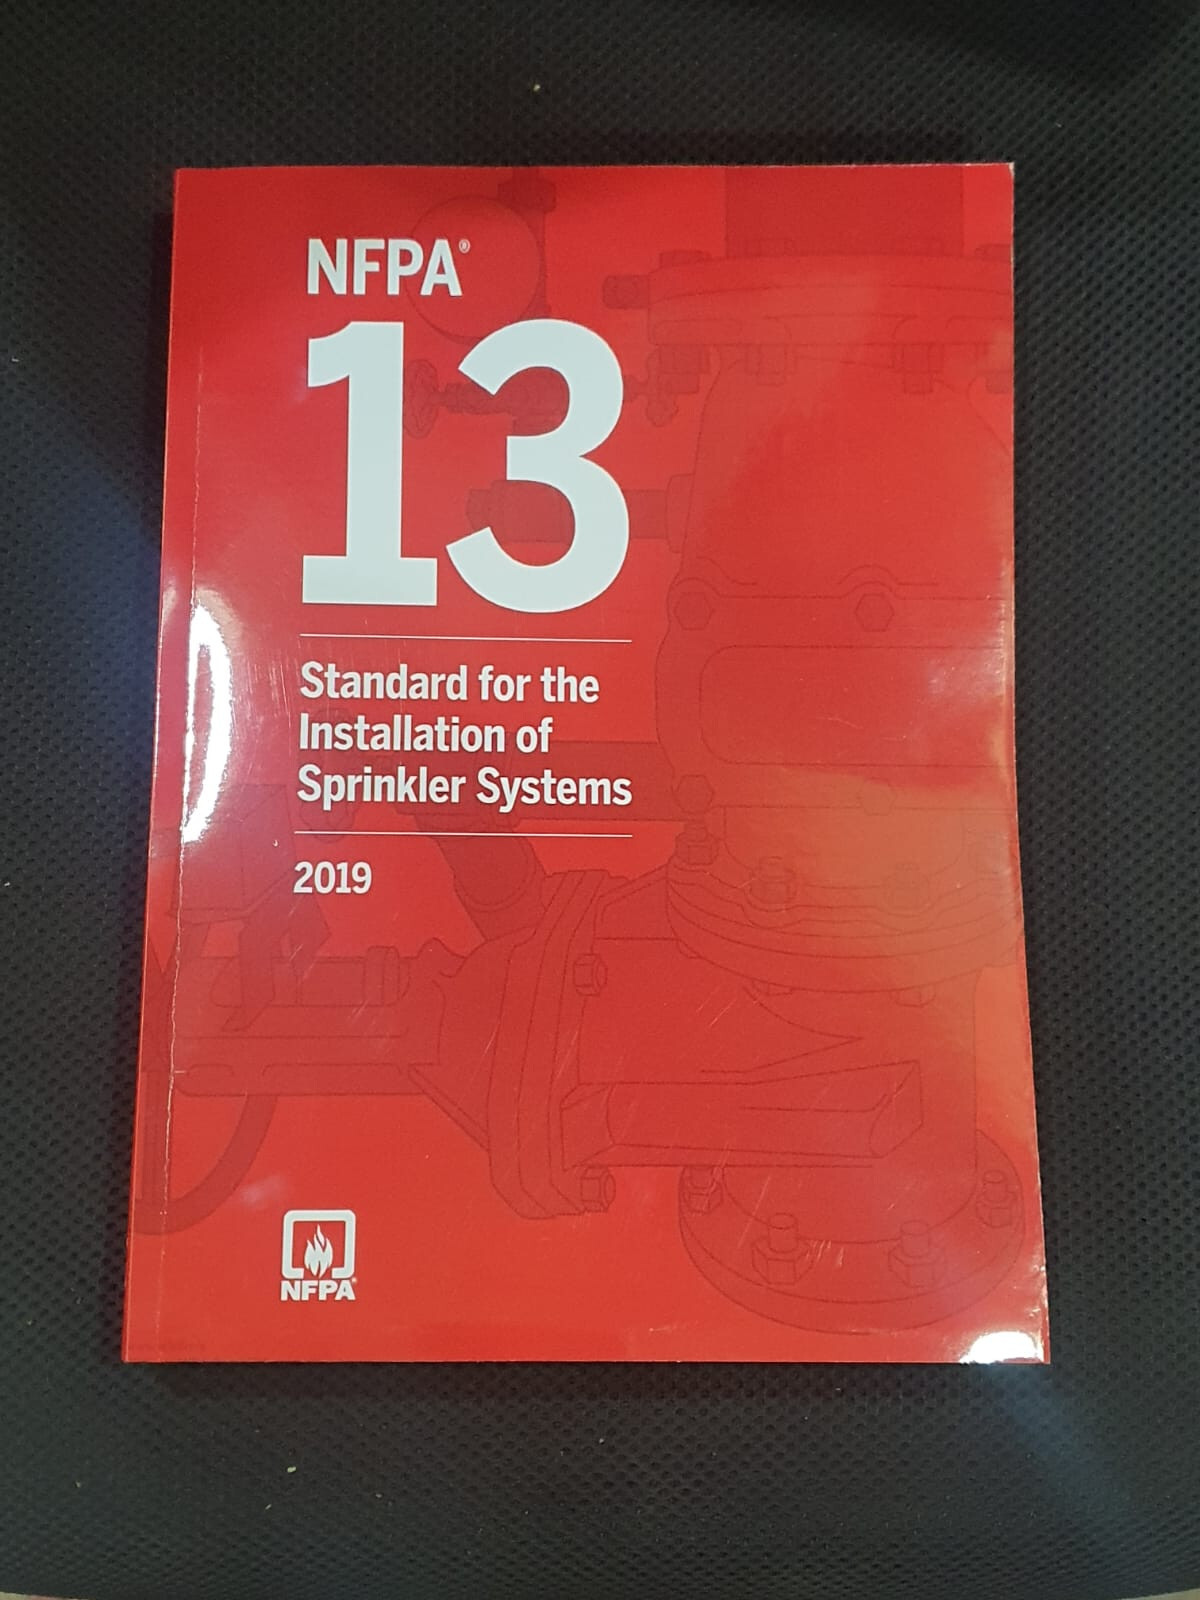 NFPA®
13
Standard for the
Installation of
Sprinkler Systems
2019
NFPA®